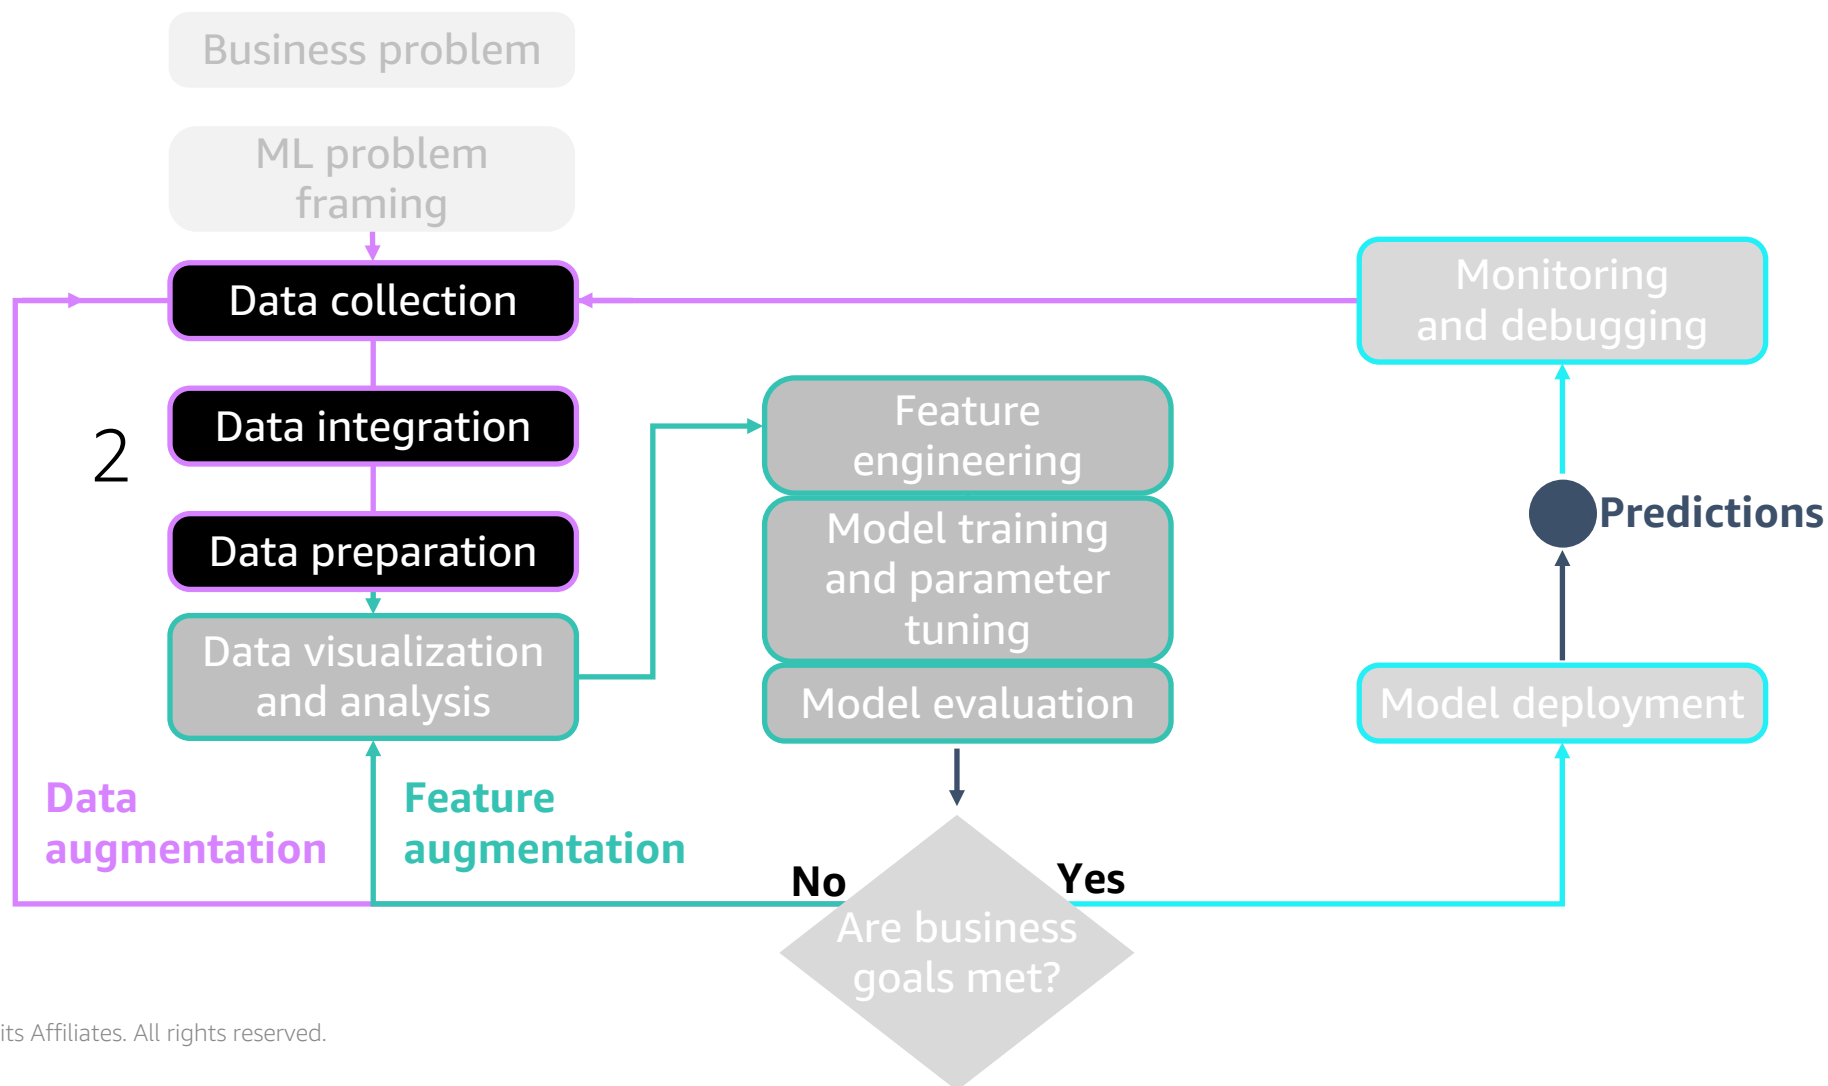 Business problem
ML problem
framing
Data collection
Data integration
2
Data preparation
Data visualization
and analysis
Data
augmentation
Feature
augmentation
Feature
engineering
Model training
and parameter
tuning
Model evaluation
No
Yes
Are business
goals met?
Monitoring
and debugging
Predictions
Model deployment
its Affiliates. All rights reserved.